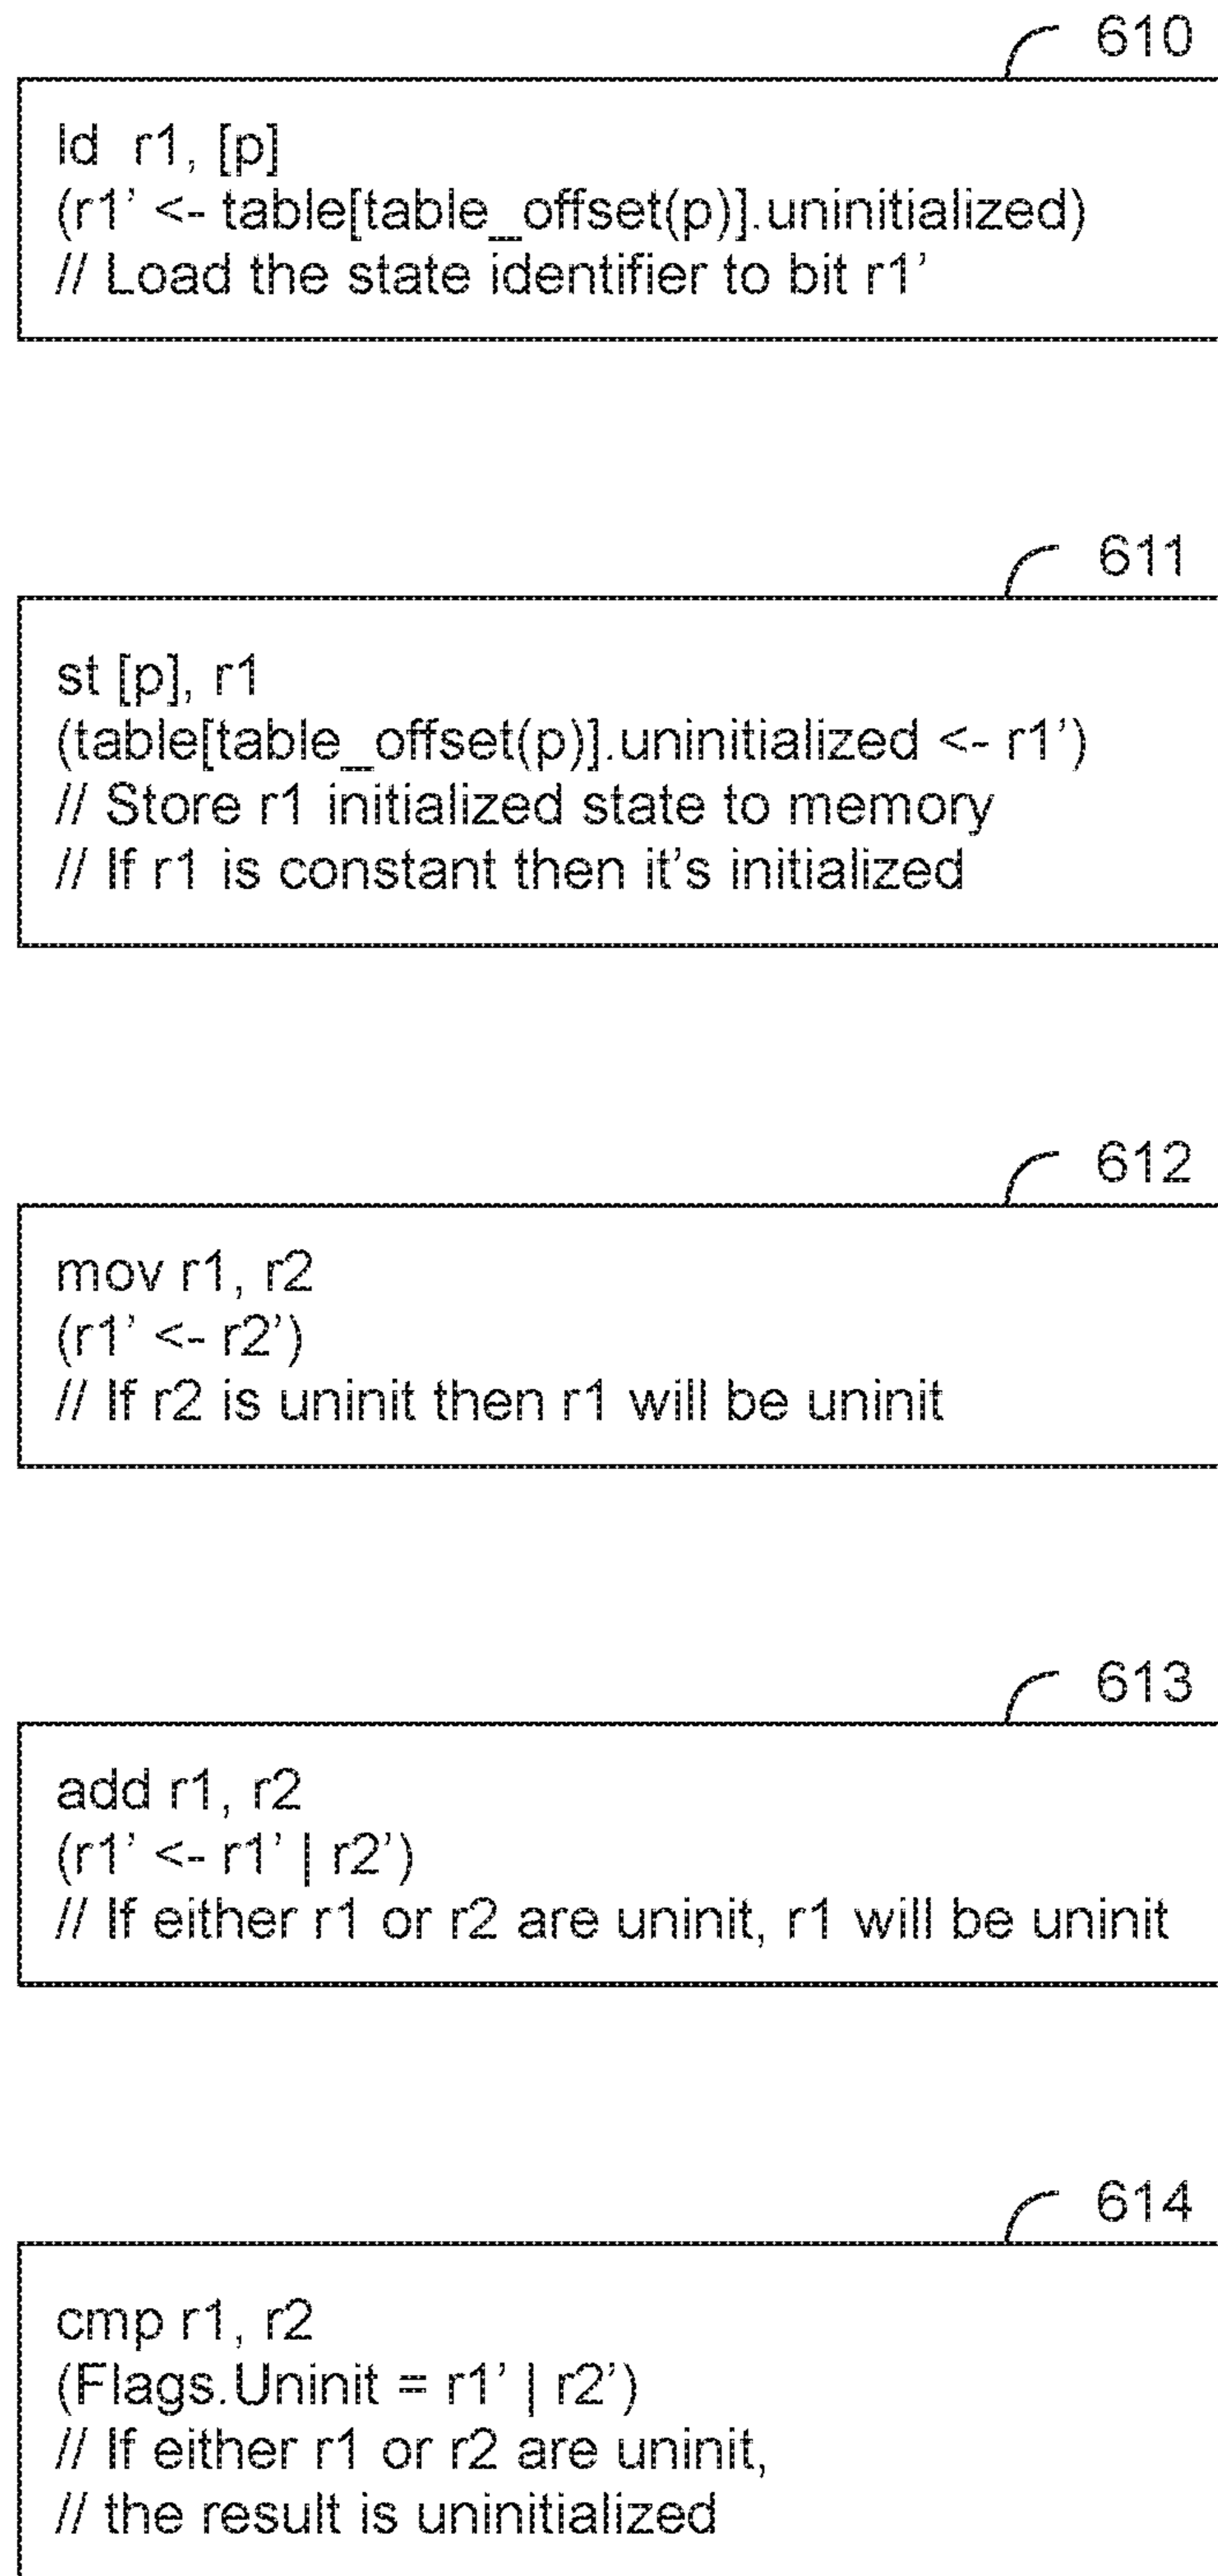 610
ld r1, [p]
(r1’ <- table[table_offset(p)].uninitialized)
// Load the state identifier to bit r1’
611
st [p], r1
(table[table_offset(p)].uninitialized <- r1’)
// Store r1 initialized state to memory
// If r1 is constant then it’s initialized
612
mov r1, r2
(r1’ <- r2’)
// If r2 is uninit then r1 will be uninit
613
add r1, r2
(r1’ <- r1’ | r2’)
// If either r1 or r2 are uninit, r1 will be uninit
614
cmp r1, r2
(Flags.Uninit = r1’ | r2’)
// If either r1 or r2 are uninit,
// the result is uninitialized